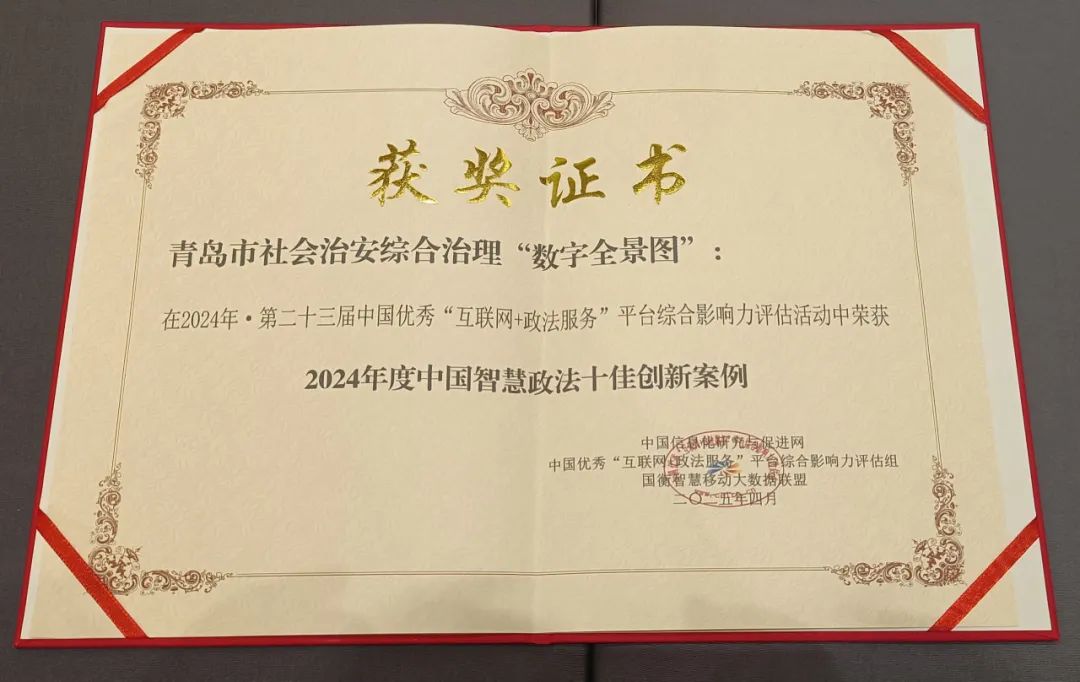 获奖证书
青岛市社会治安综合治理“数字全景图”：
在2024年·第二十三届中国优秀“互联网+政法服务”平台综合影响力评估活动中荣获
2024年度中国智慧政法十佳创新案例
中国信息化研究与促进网
中国优秀“互联网+政法服务”平台综合影响力评估组
国衡智慧移动大数据联盟
二〇二五年四月